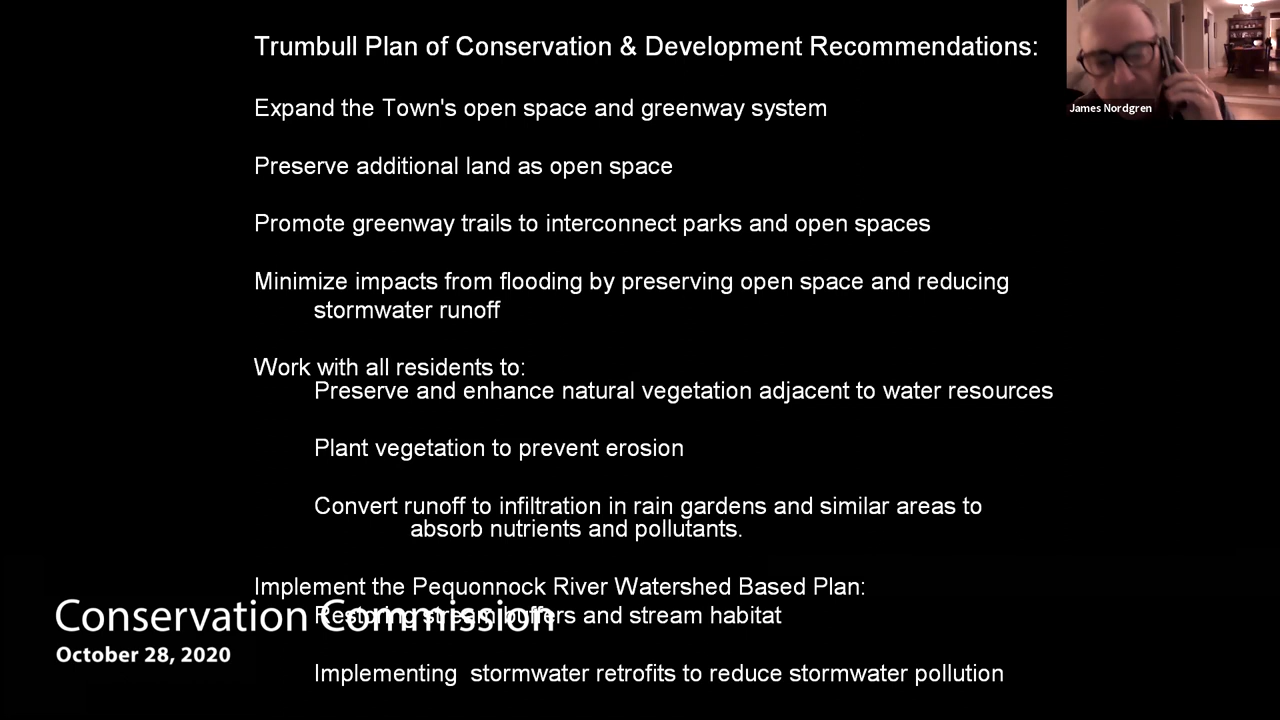 Trumbull Plan of Conservation & Development Recommendations:
James Nordgren
Expand the Town's open space and greenway system
Preserve additional land as open space
Promote greenway trails to interconnect parks and open spaces
Minimize impacts from flooding by preserving open space and reducing
stormwater runoff
Work with all residents to:
Preserve and enhance natural vegetation adjacent to water resources
Plant vegetation to prevent erosion
Convert runoff to infiltration in rain gardens and similar areas to
absorb nutrients and pollutants.
Implement the Pequonnock River Watershed Based Plan:
Restoring stream buffers and stream habitat
Conservation Commission
October 28, 2020
Implementing  stormwater retrofits to reduce stormwater pollution